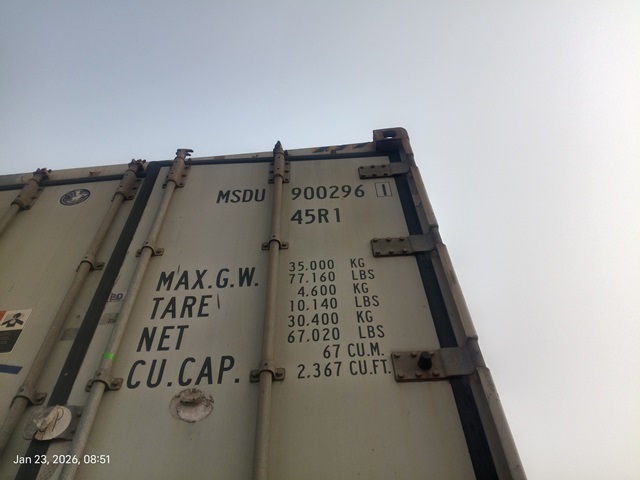 MSDU 900296 1
45R1
MAX.G.W. 35.000 KG
77.160 LBS
TARE 4.600 KG
10.140 LBS
NET 30.400 KG
67.020 LBS
CU.CAP. 67 CU.M.
2.367 CU.FT.
Jan 23, 2026, 08:51